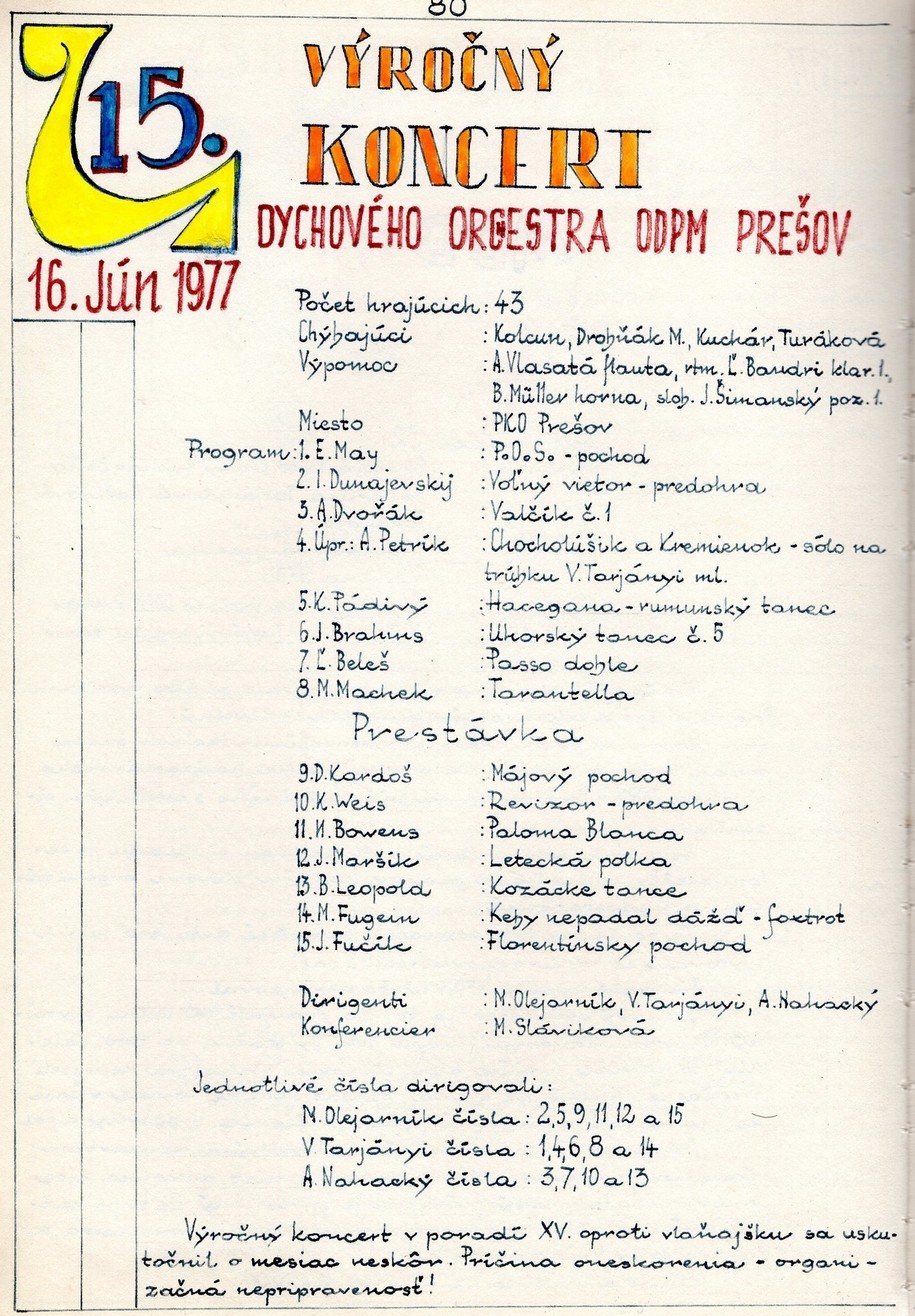 80
15.
VÝROČNÝ
KONCERT
DYCHOVÉHO ORCESTRA ODPM PREŠOV
16. Jún 1977
Počet hrajúcich: 43
Chýbajúci : Kolcun, Drobňák M., Kuchár, Turáková
Výpomoc : A.Vlasatá flauta, rtm. Ľ. Baudri klar. 1.,
B. Müller horna, slob. J. Šimanský poz. 1.
Miesto : PKO Prešov
Program: 1. E. May : P.O.S. - pochod
2. I. Dunajevskij : Voľný vietor - predohra
3. A. Dvořák : Valčík č. 1
4. Úpr.: A. Petrík : Chocholúšik a Kremienok - sólo na
trúbku V. Tarjányi ml.
5. K. Pádivý : Hacegana - rumunský tanec
6. J. Brahms : Uhorský tanec č. 5
7. Ľ. Beleš : Passo doble
8. M. Machek : Tarantella
Prestávka
9. D. Kardoš : Májový pochod
10. K. Weis : Revizor - predohra
11. H. Bowens : Paloma Blanca
12. J. Maršík : Letecká polka
13. B. Leopold : Kozácke tance
14. M. Fugein : Keby nepadal dážď - foxtrot
15. J. Fučík : Florentínsky pochod
Dirigenti : M. Olejarník, V. Tarjányi, A. Nahacký
Konferencier : M. Sláviková
Jednotlivé čísla dirigovali:
M. Olejarník čísla : 2,5,9,11,12 a 15
V. Tarjányi čísla : 1,4,6,8 a 14
A. Nahacký čísla : 3,7,10 a 13
Výročný koncert v poradí XV. oproti vlaňajšku sa usku-
točnil o mesiac neskôr. Príčina oneskorenia - organi-
začná nepripravenosť!